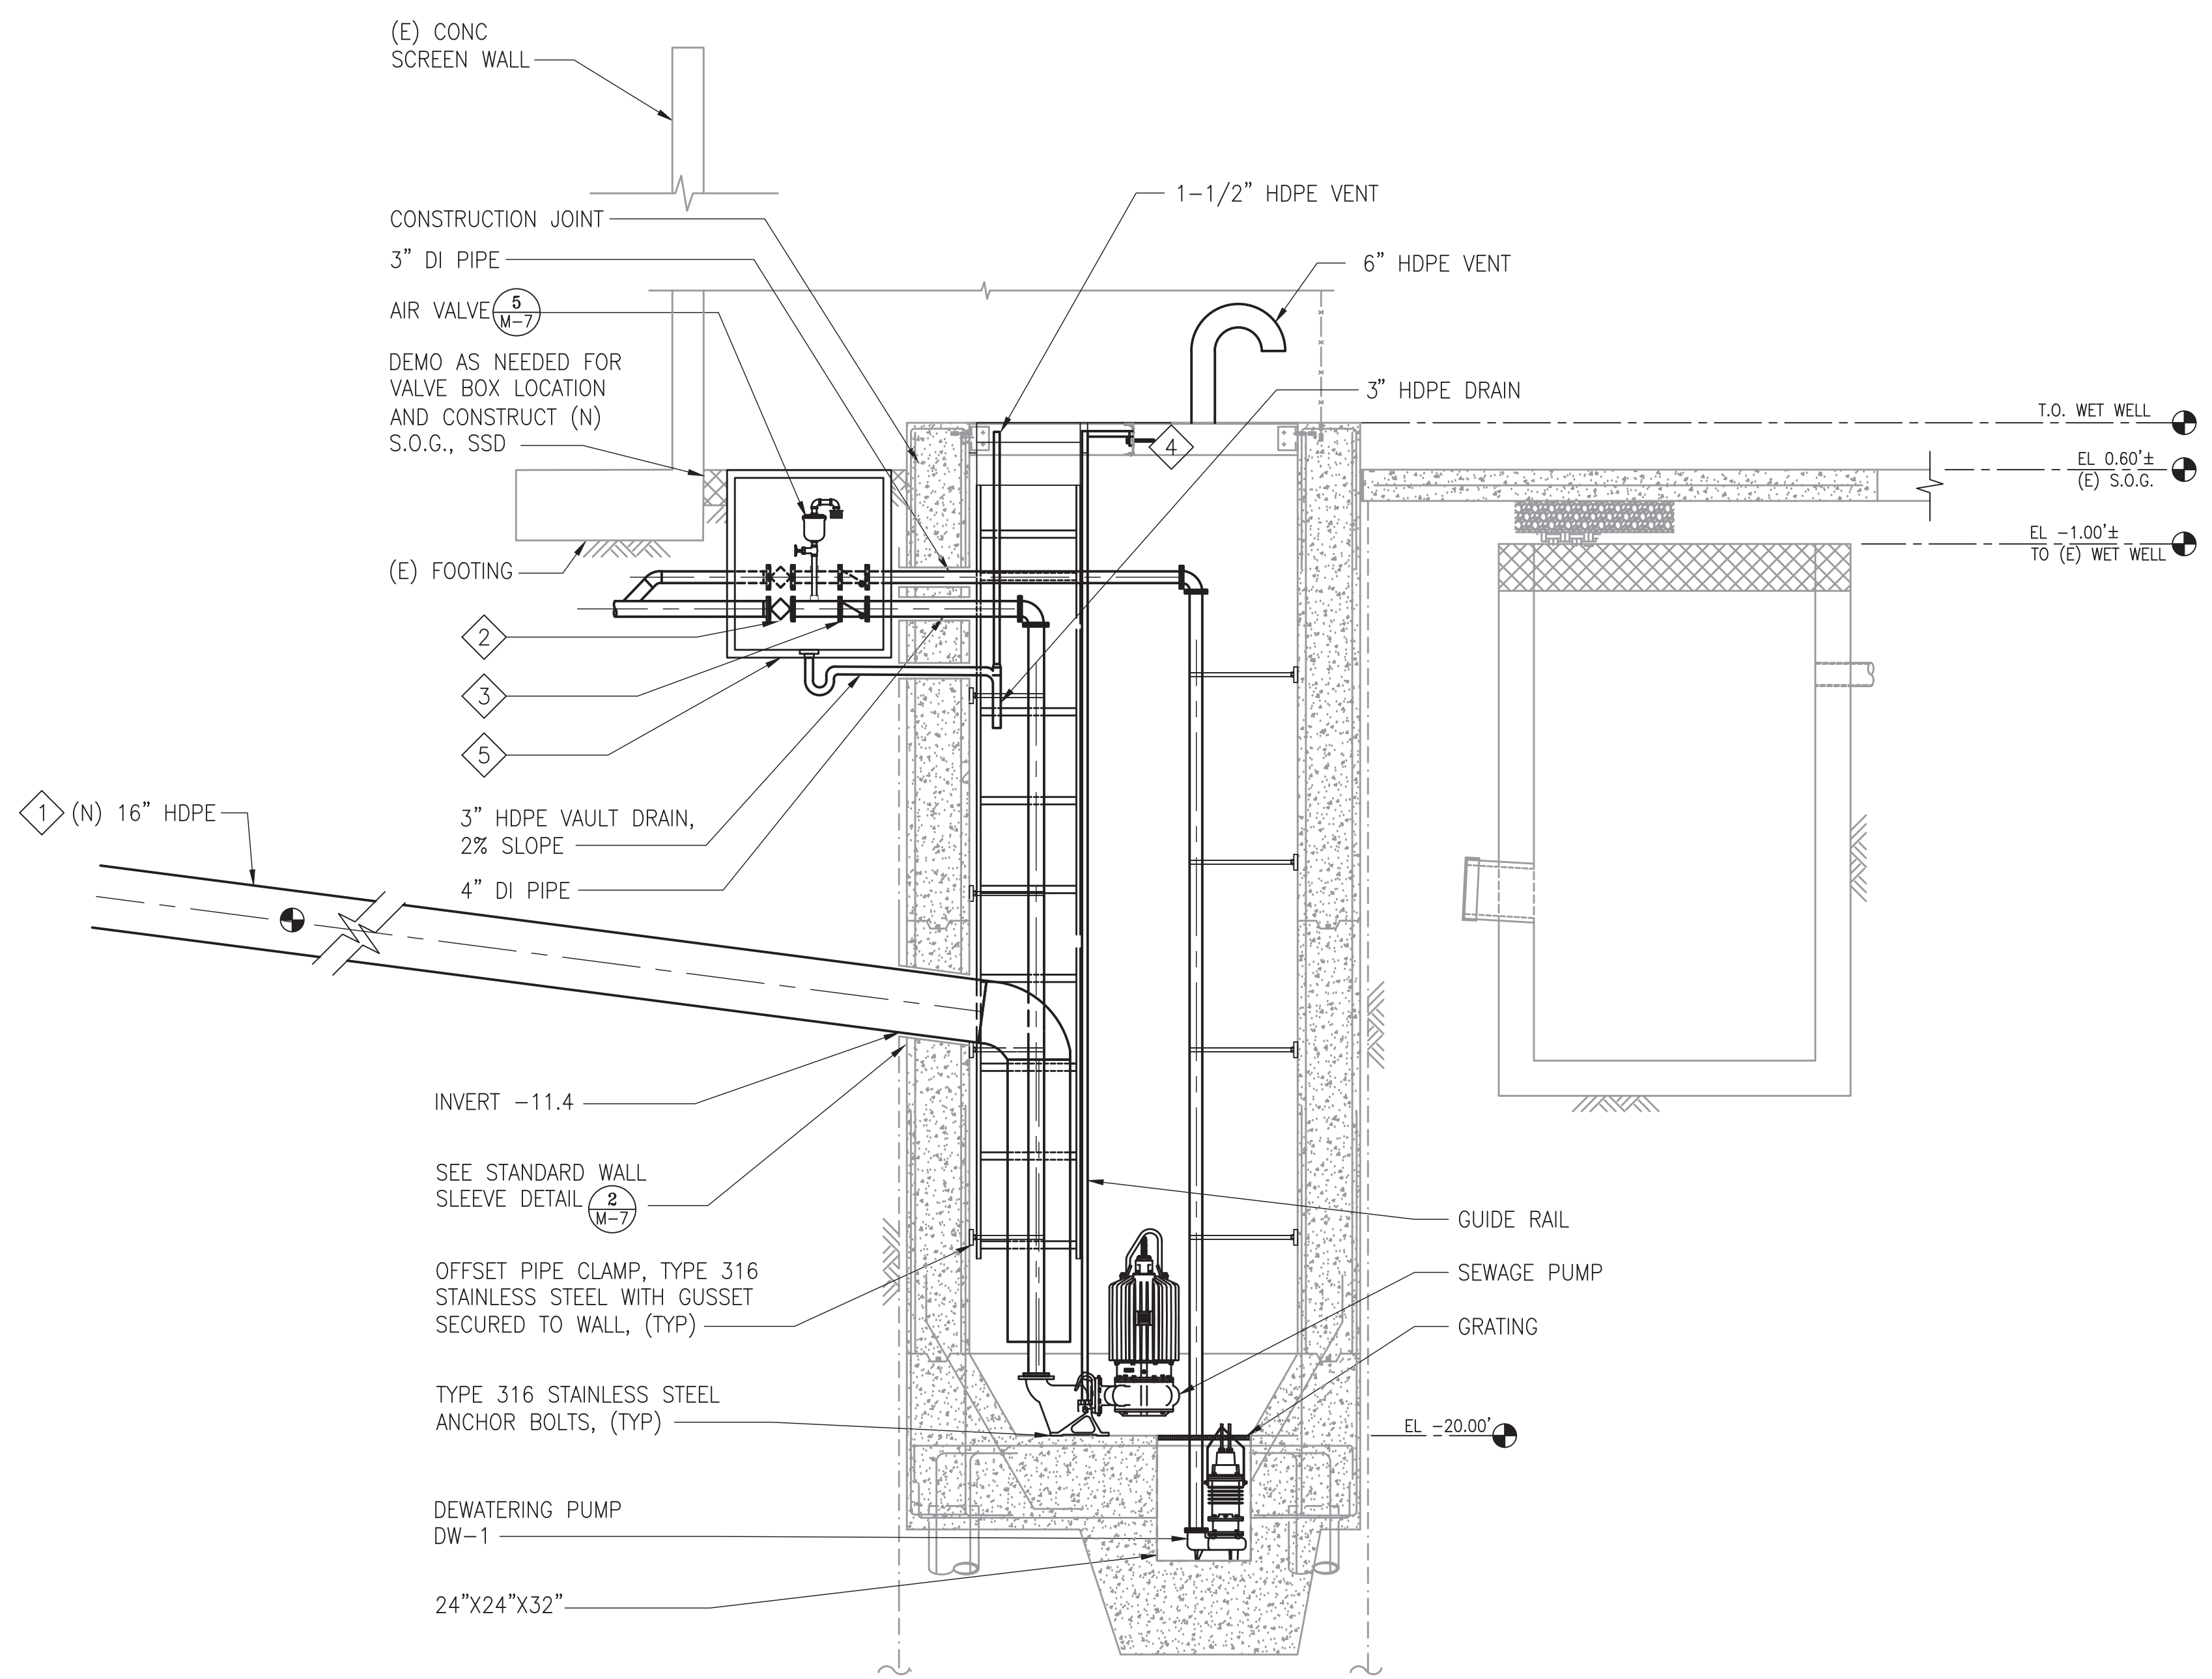 (E) CONC
SCREEN WALL
CONSTRUCTION JOINT
3" DI PIPE
AIR VALVE 5
M-7
DEMO AS NEEDED FOR
VALVE BOX LOCATION
AND CONSTRUCT (N)
S.O.G., SSD
(E) FOOTING
2
3
5
1 (N) 16" HDPE
3" HDPE VAULT DRAIN,
2% SLOPE
4" DI PIPE
INVERT -11.4
SEE STANDARD WALL
SLEEVE DETAIL 2
M-7
OFFSET PIPE CLAMP, TYPE 316
STAINLESS STEEL WITH GUSSET
SECURED TO WALL, (TYP)
TYPE 316 STAINLESS STEEL
ANCHOR BOLTS, (TYP)
DEWATERING PUMP
DW-1
24"X24"X32"
1-1/2" HDPE VENT
6" HDPE VENT
3" HDPE DRAIN
4
T.O. WET WELL
EL 0.60'±
(E) S.O.G.
EL -1.00'±
TO (E) WET WELL
GUIDE RAIL
SEWAGE PUMP
GRATING
EL -20.00'